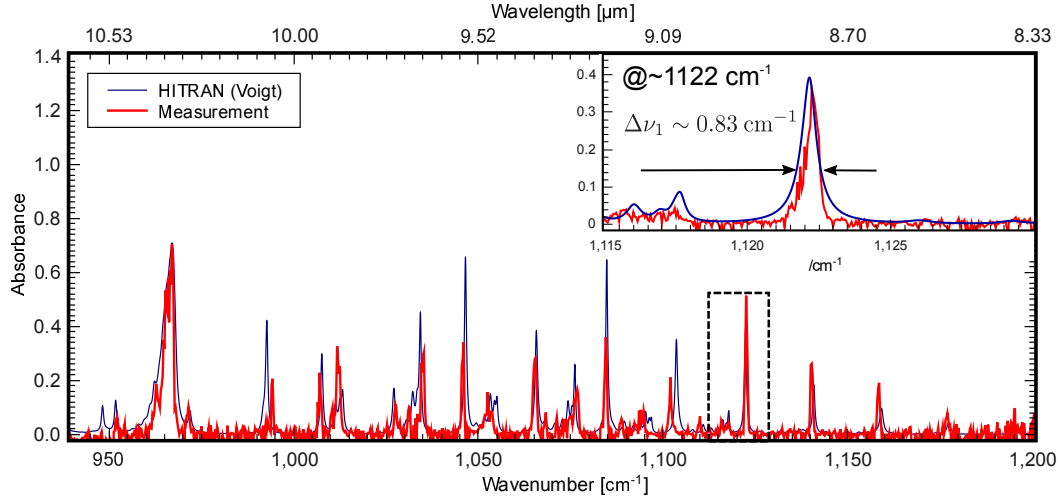 Wavelength [µm]
10.53 10.00 9.52 9.09 8.70 8.33
HITRAN (Voigt)
Measurement
@~1122 cm-1
Δν1 ∼ 0.83 cm−1
0.4
0.3
0.2
0.1
0
1,115 1,120 1,125
/cm-1
Absorbance
1.4
1.2
1.0
0.8
0.6
0.4
0.2
0.0
950 1,000 1,050 1,100 1,150 1,200
Wavenumber [cm-1]